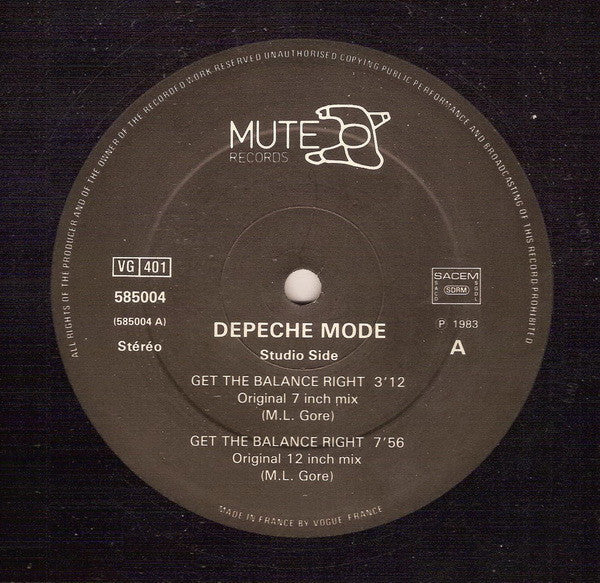 ALL RIGHTS OF THE PRODUCER AND OF THE OWNER OF THE RECORDED WORK RESERVED UNAUTHORISED COPYING PUBLIC PERFORMANCE AND BROADCASTING OF THIS RECORD PROHIBITED
MUTE
RECORDS
VG 401
585004
(585004 A)
Stéréo
SACEM
SACD SDRM SGDL
℗ 1983
A
DEPECHE MODE
Studio Side
GET THE BALANCE RIGHT 3'12
Original 7 inch mix
(M.L. Gore)
GET THE BALANCE RIGHT 7'56
Original 12 inch mix
(M.L. Gore)
MADE IN FRANCE BY VOGUE FRANCE